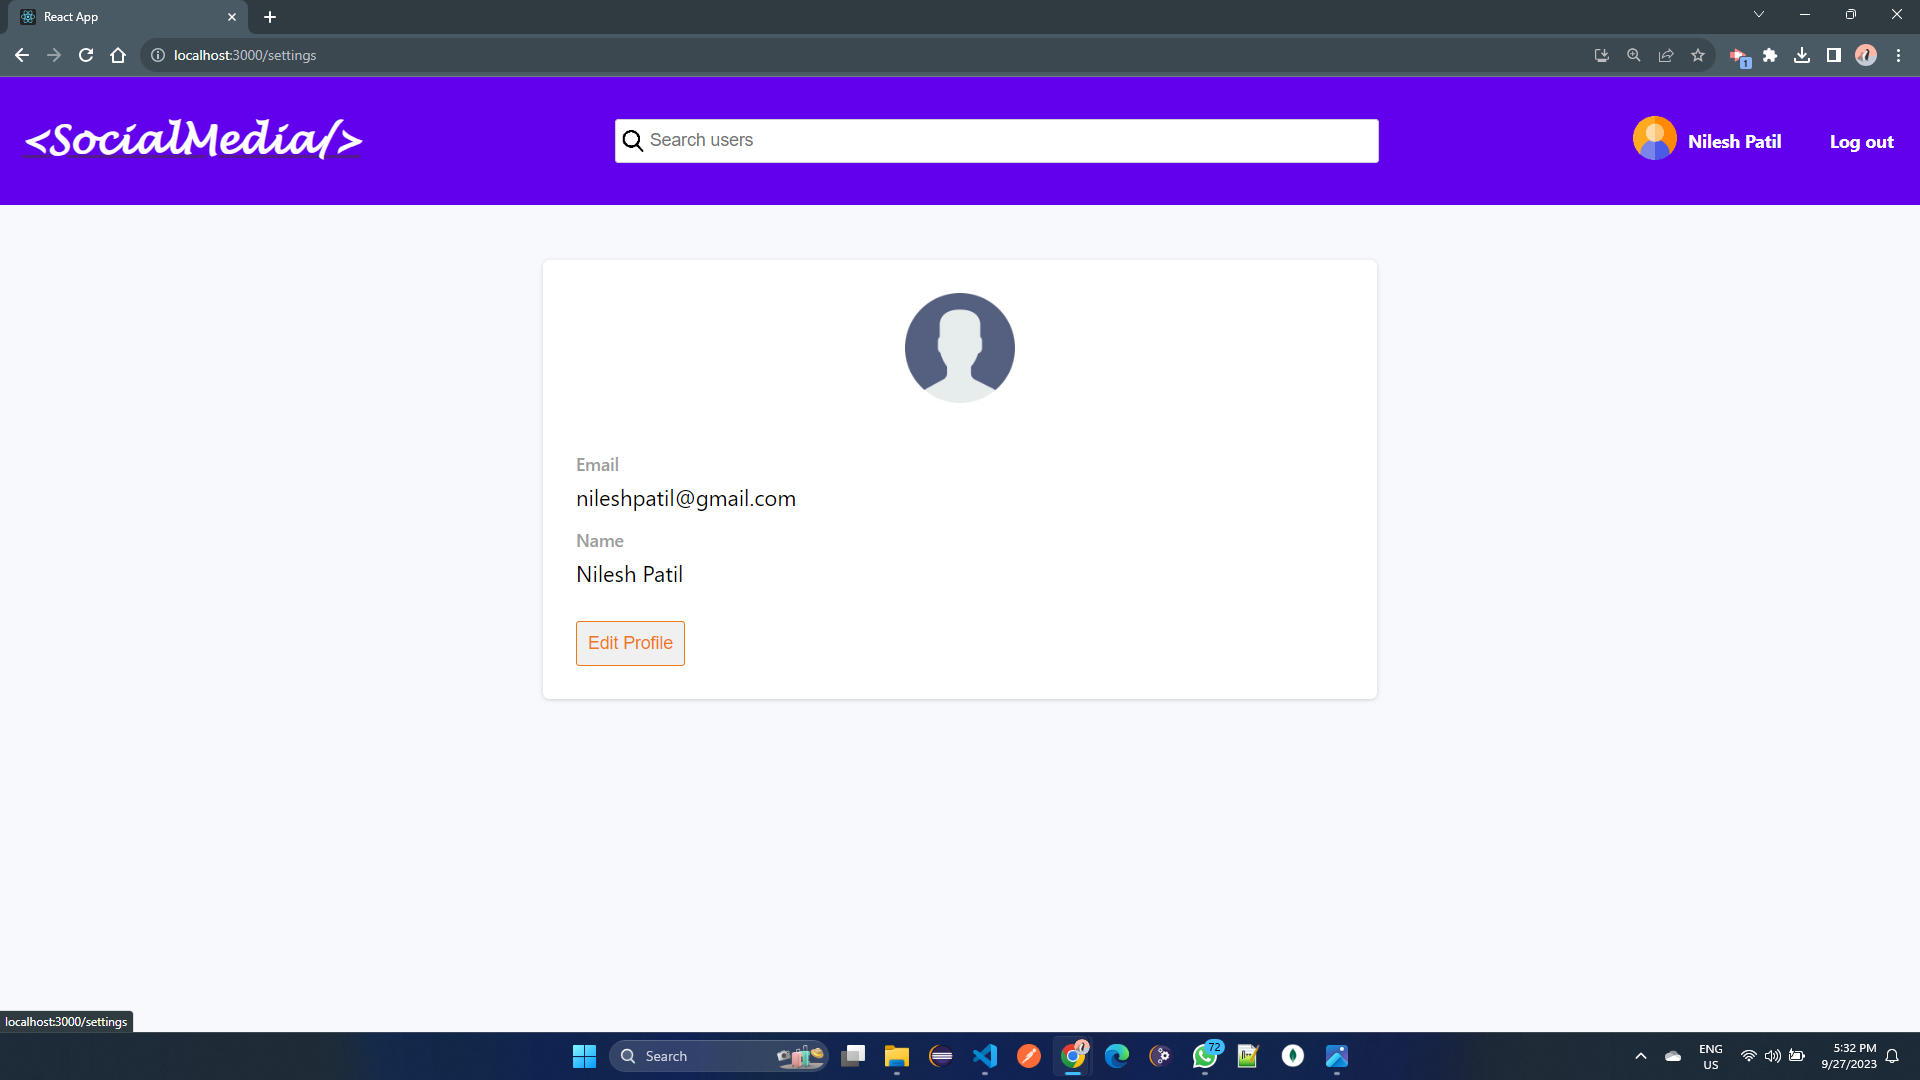 React App
localhost:3000/settings
1
<SocialMedia/>
Search users
Nilesh Patil
Log out
Email
nileshpatil@gmail.com
Name
Nilesh Patil
Edit Profile
localhost:3000/settings
Search
72
ENG
US
5:32 PM
9/27/2023